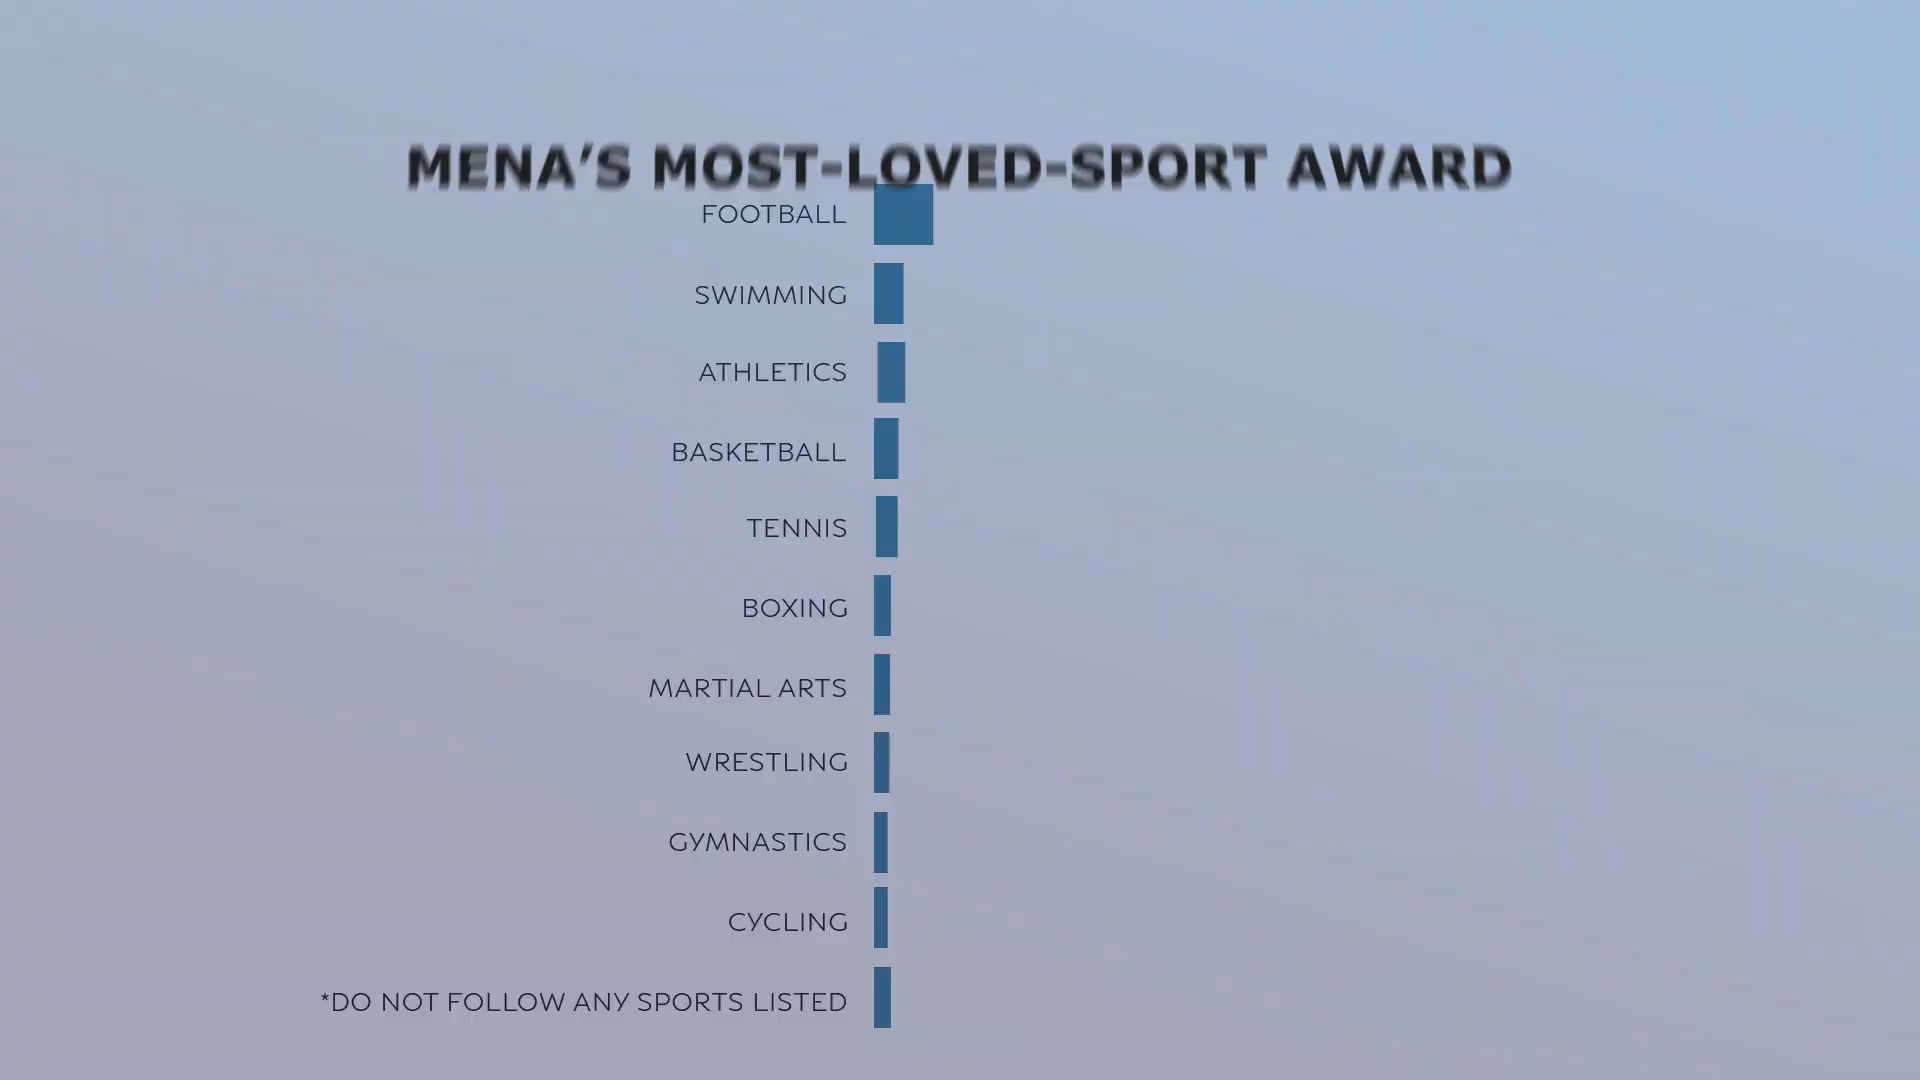 MENA'S MOST-LOVED-SPORT AWARD
FOOTBALL
SWIMMING
ATHLETICS
BASKETBALL
TENNIS
BOXING
MARTIAL ARTS
WRESTLING
GYMNASTICS
CYCLING
*DO NOT FOLLOW ANY SPORTS LISTED